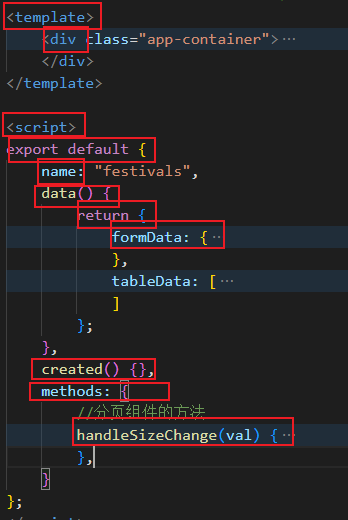 <template>
<div class="app-container">···
</div>
</template>
<script>
export default {
name: "festivals",
data() {
return {
formData: {···
},
tableData: [···
]
};
},
created() {},
methods: {
//分页组件的方法
handleSizeChange(val) {···
},
}
};
</script>